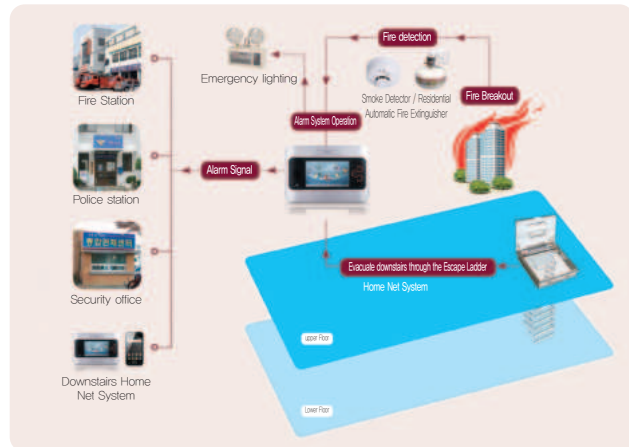 Fire Station
Police station
Security office
Downstairs Home
Net System
Alarm Signal
Emergency lighting
Alarm System Operation
Fire detection
Smoke Detector / Residential
Automatic Fire Extinguisher
Fire Breakout
Evacuate downstairs through the Escape Ladder
Home Net System
upper Floor
Lower Floor